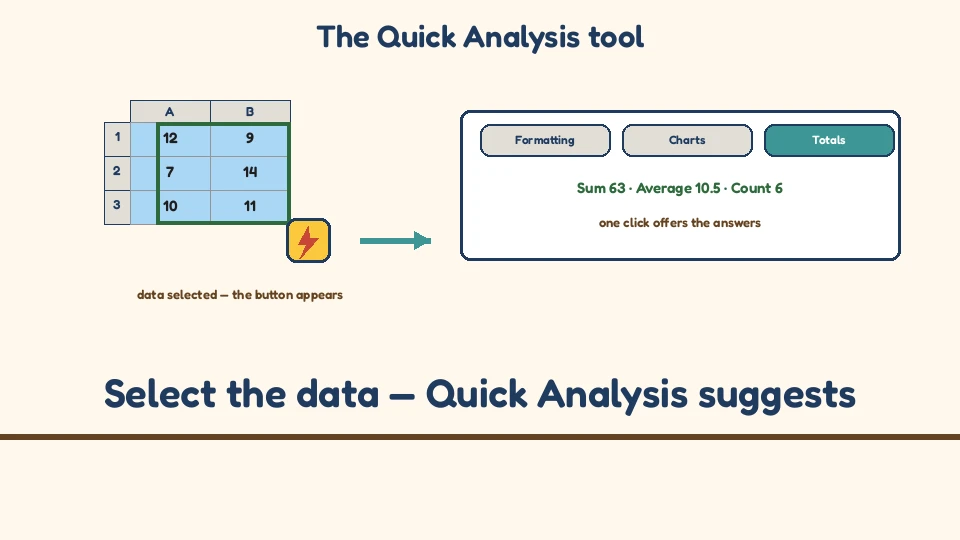 The Quick Analysis tool
A B
1 12 9
2 7 14
3 10 11
Formatting Charts Totals
Sum 63 · Average 10.5 · Count 6
one click offers the answers
data selected — the button appears
Select the data — Quick Analysis suggests